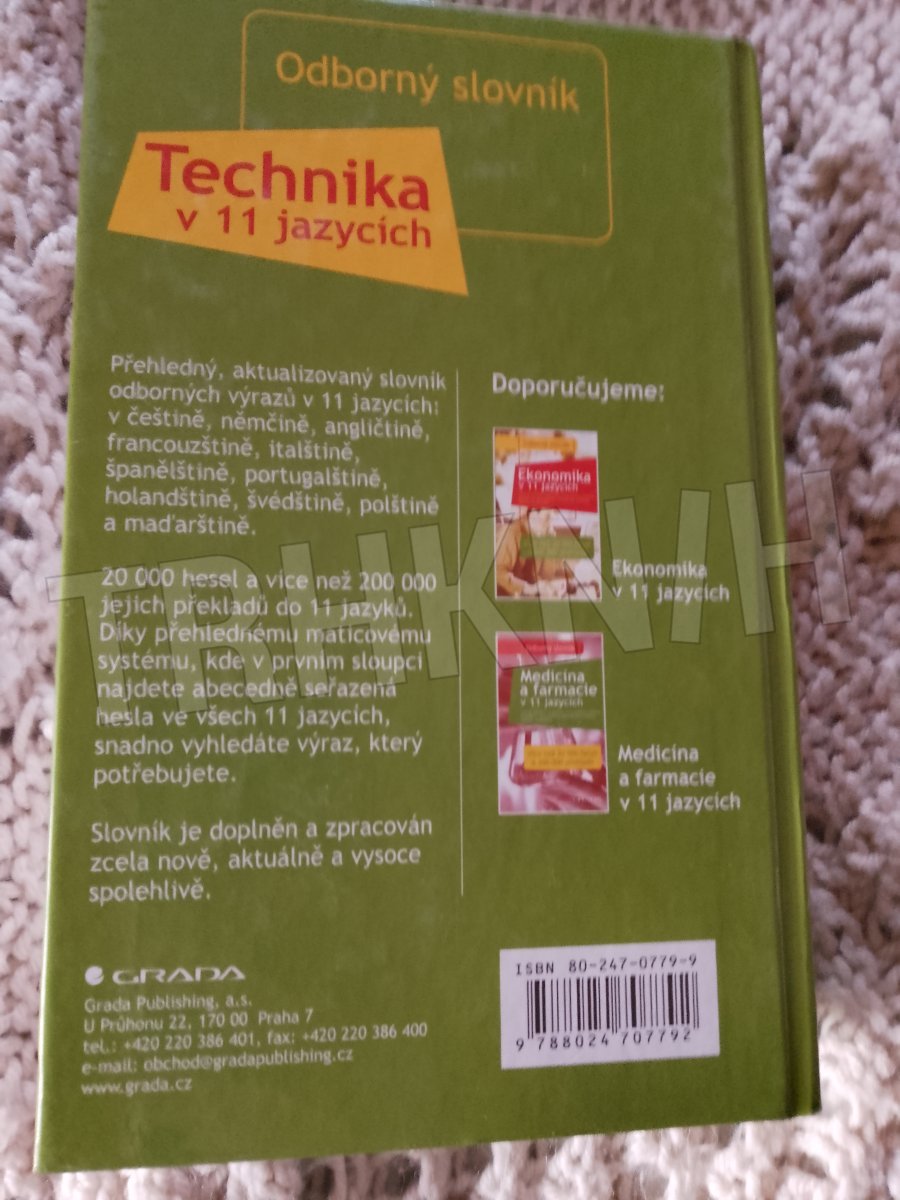 Odborný slovník
Technika
v 11 jazycích
Přehledný, aktualizovaný slovník
odborných výrazů v 11 jazycích:
v češtině, němčině, angličtině,
francouzštině, italštině,
španělštině, portugalštině,
holandštině, švédštině, polštině
a maďarštině.
20 000 hesel a více než 200 000
jejich překladů do 11 jazyků.
Díky přehlednému maticovému
systému, kde v prvním sloupci
najdete abecedně seřazená
hesla ve všech 11 jazycích,
snadno vyhledáte výraz, který
potřebujete.
Slovník je doplněn a zpracován
zcela nově, aktuálně a vysoce
spolehlivě.
Doporučujeme:
Ekonomika
v 11 jazycích
Ekonomika
v 11 jazycích
Medicína
a farmacie
v 11 jazycích
Medicína
a farmacie
v 11 jazycích
TRHKNIH
GRADA
Grada Publishing, a.s.
U Průhonu 22, 170 00 Praha 7
tel.: +420 220 386 401, fax: +420 220 386 400
e-mail: obchod@gradapublishing.cz
www.grada.cz
ISBN 80-247-0779-9
9 788024 707792